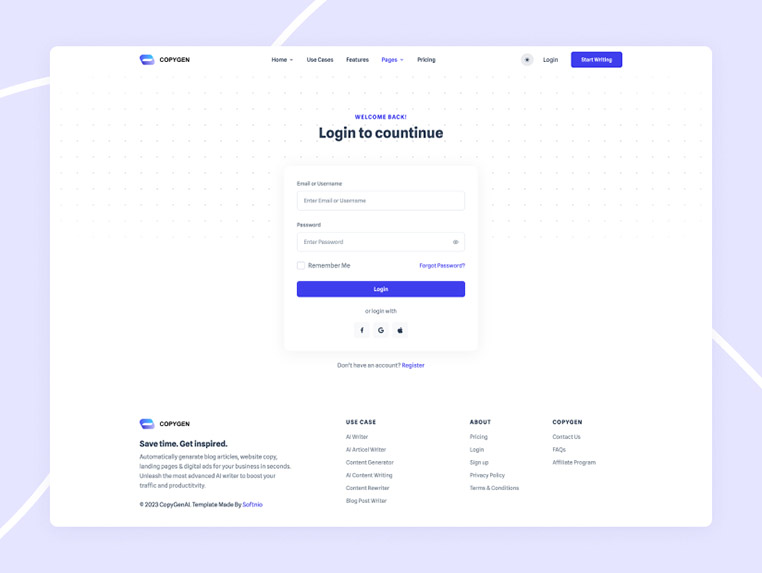 COPYGEN
Home Use Cases Features Pages Pricing
Login Start Writing
WELCOME BACK!
Login to countinue
Email or Username
Enter Email or Username
Password
Enter Password
Remember Me Forgot Password?
Login
or login with
Don't have an account? Register
COPYGEN
Save time. Get inspired.
Automatically generate blog articles, website copy,
landing pages & digital ads for your business in seconds.
Unleash the most advanced AI writer to boost your
traffic and productitvity.
© 2023 CopyGenAI. Template Made By Softnio
USE CASE
AI Writer
AI Articel Writer
Content Generator
AI Content Writing
Content Rewriter
Blog Post Writer
ABOUT
Pricing
Login
Sign up
Privacy Policy
Terms & Conditions
COPYGEN
Contact Us
FAQs
Affiliate Program